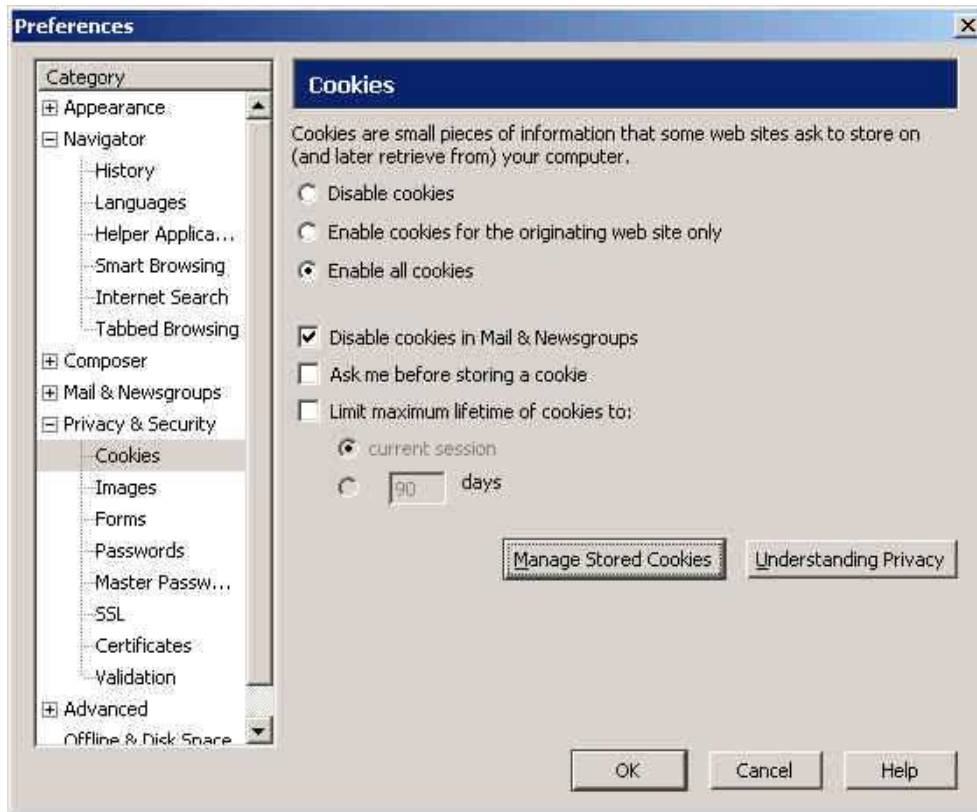 Preferences
Category
Appearance
Navigator
History
Languages
Helper Applica...
Smart Browsing
Internet Search
Tabbed Browsing
Composer
Mail & Newsgroups
Privacy & Security
Cookies
Images
Forms
Passwords
Master Passw...
SSL
Certificates
Validation
Advanced
Offline & Disk Space
Cookies
Cookies are small pieces of information that some web sites ask to store on
(and later retrieve from) your computer.
Disable cookies
Enable cookies for the originating web site only
Enable all cookies
Disable cookies in Mail & Newsgroups
Ask me before storing a cookie
Limit maximum lifetime of cookies to:
current session
90 days
Manage Stored Cookies Understanding Privacy
OK Cancel Help